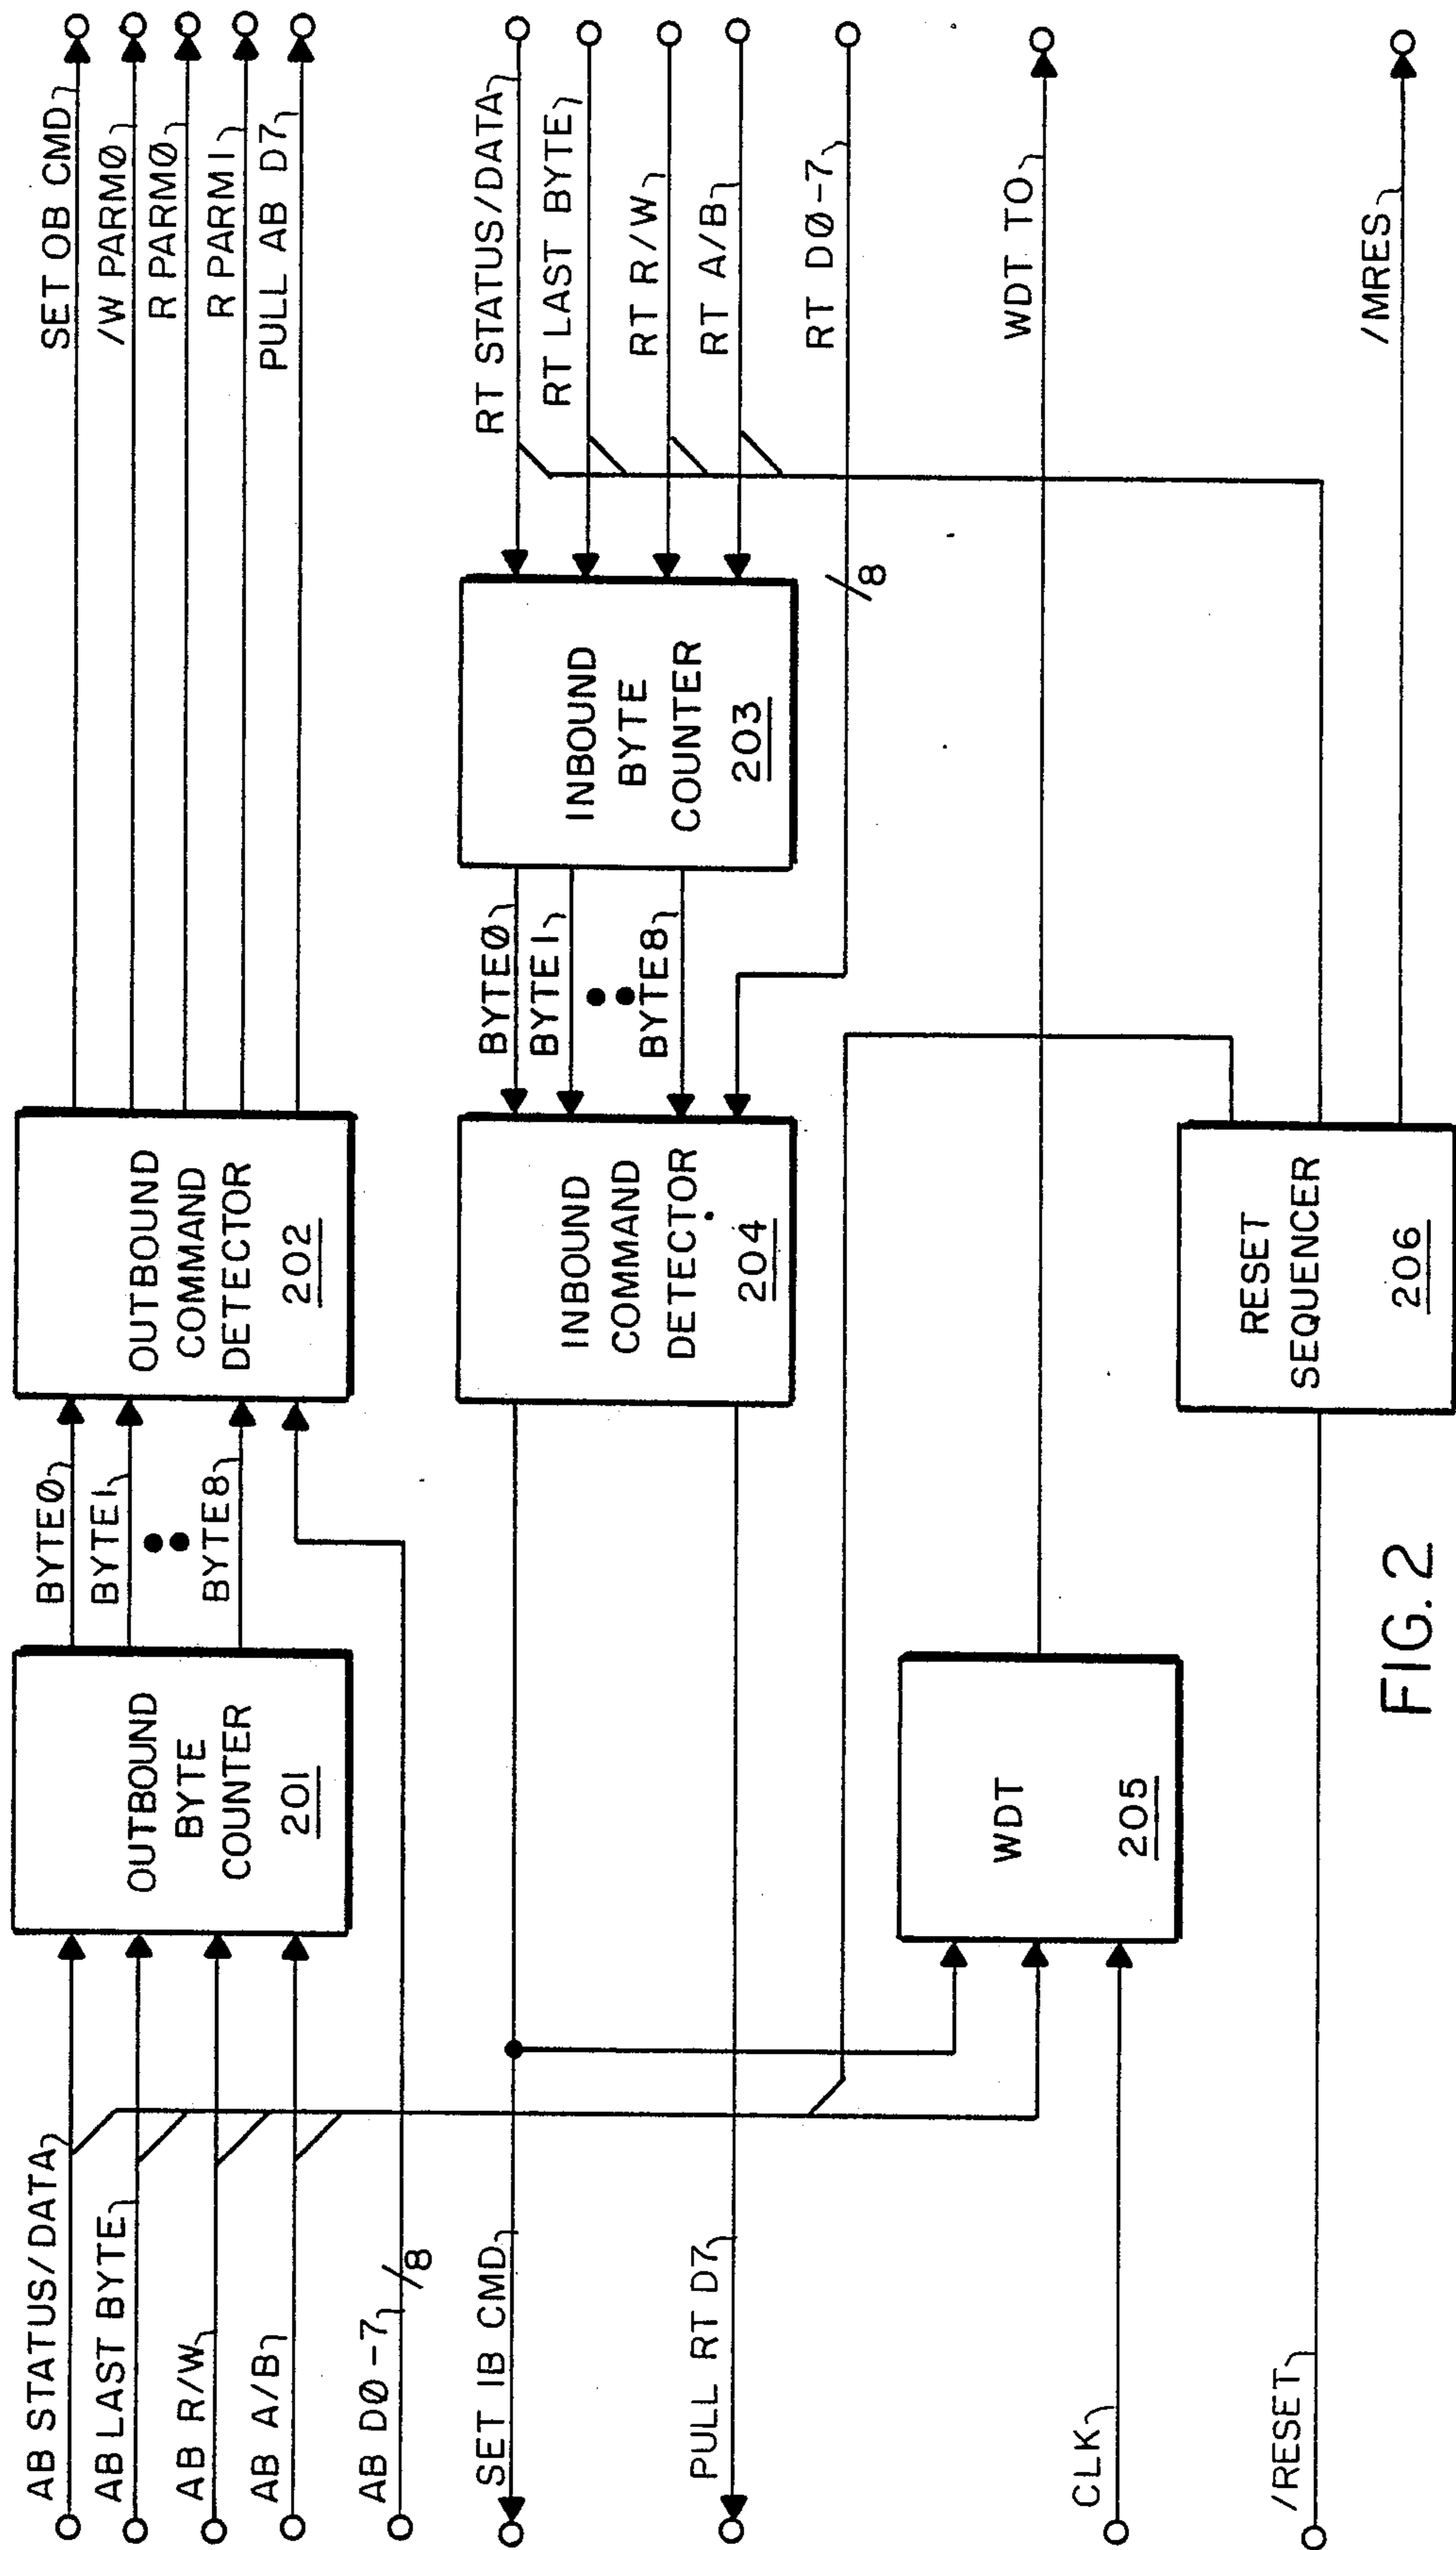 AB STATUS/DATA
AB LAST BYTE
AB R/W
AB A/B
AB DØ-7
8
OUTBOUND
BYTE
COUNTER
201
BYTEØ
BYTE1
BYTE8
OUTBOUND
COMMAND
DETECTOR
202
SET OB CMD
/W PARMØ
R PARMØ
R PARM1
PULL AB D7
SET IB CMD
PULL RT D7
INBOUND
COMMAND
DETECTOR
204
BYTEØ
BYTE1
BYTE8
INBOUND
BYTE
COUNTER
203
RT STATUS/DATA
RT LAST BYTE
RT R/W
RT A/B
RT DØ-7
8
CLK
WDT
205
WDT TO
/RESET
RESET
SEQUENCER
206
/MRES
FIG. 2